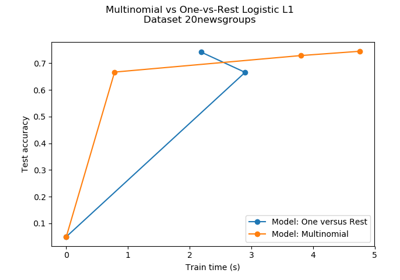 Multinomial vs One-vs-Rest Logistic L1
Dataset 20newsgroups
0.7
0.6
0.5
0.4
0.3
0.2
0.1
Test accuracy
Model: One versus Rest
Model: Multinomial
0 1 2 3 4 5
Train time (s)